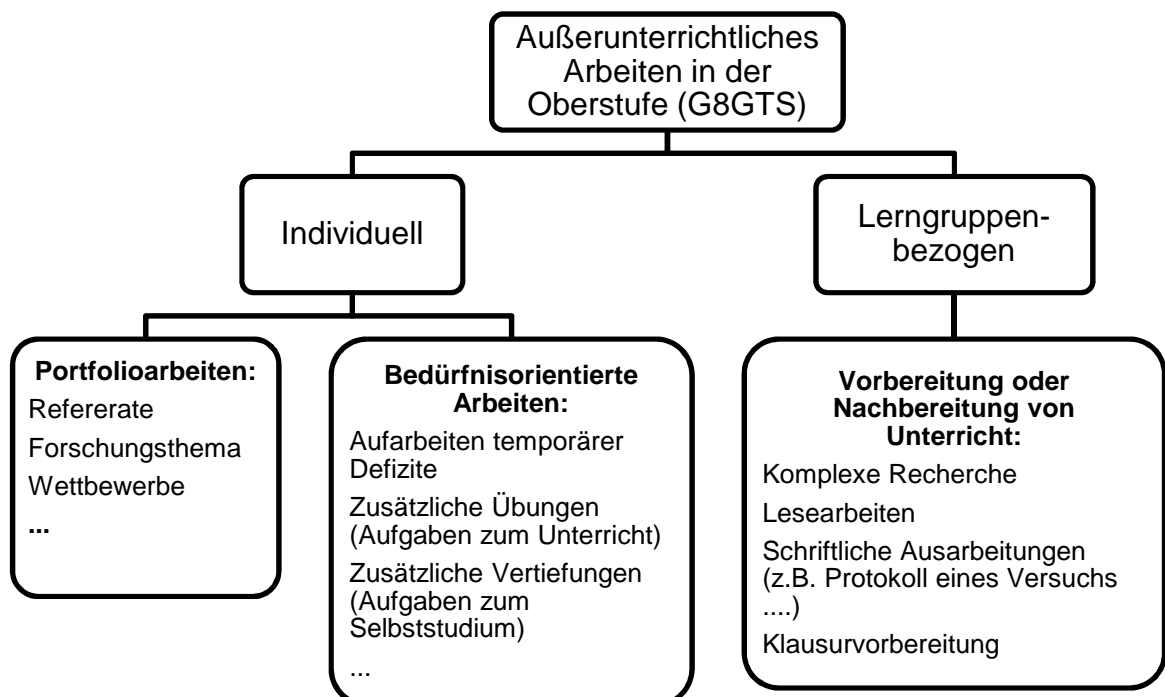 Außerunterrichtliches
Arbeiten in der
Oberstufe (G8GTS)
Individuell
Lerngruppen-
bezogen
Portfolioarbeiten:
Refererate
Forschungsthema
Wettbewerbe
...
Bedürfnisorientierte
Arbeiten:
Aufarbeiten temporärer
Defizite
Zusätzliche Übungen
(Aufgaben zum Unterricht)
Zusätzliche Vertiefungen
(Aufgaben zum
Selbststudium)
...
Vorbereitung oder
Nachbereitung von
Unterricht:
Komplexe Recherche
Lesearbeiten
Schriftliche Ausarbeitungen
(z.B. Protokoll eines Versuchs
....)
Klausurvorbereitung